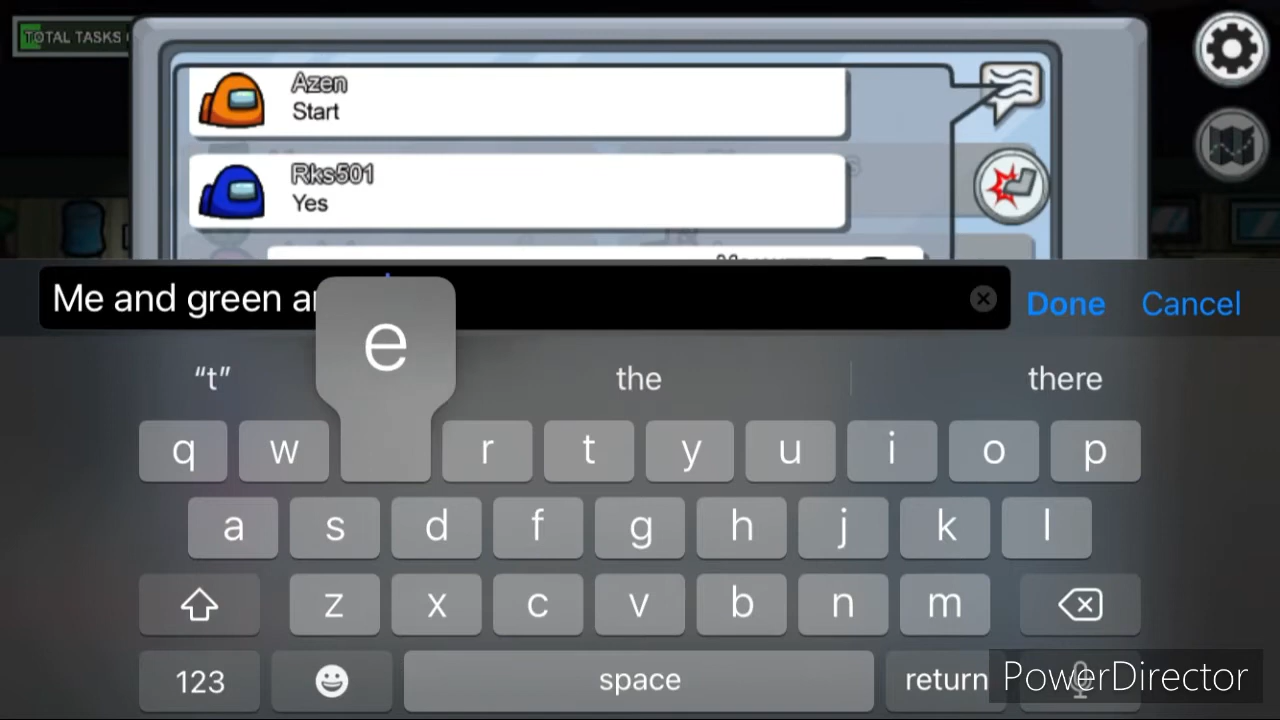 TOTAL TASKS
Azen
Start
Rks501
Yes
Me and green ar
Done
Cancel
e
“t”
the
there
q w r t y u i o p
a s d f g h j k l
z x c v b n m
123
space
return
PowerDirector